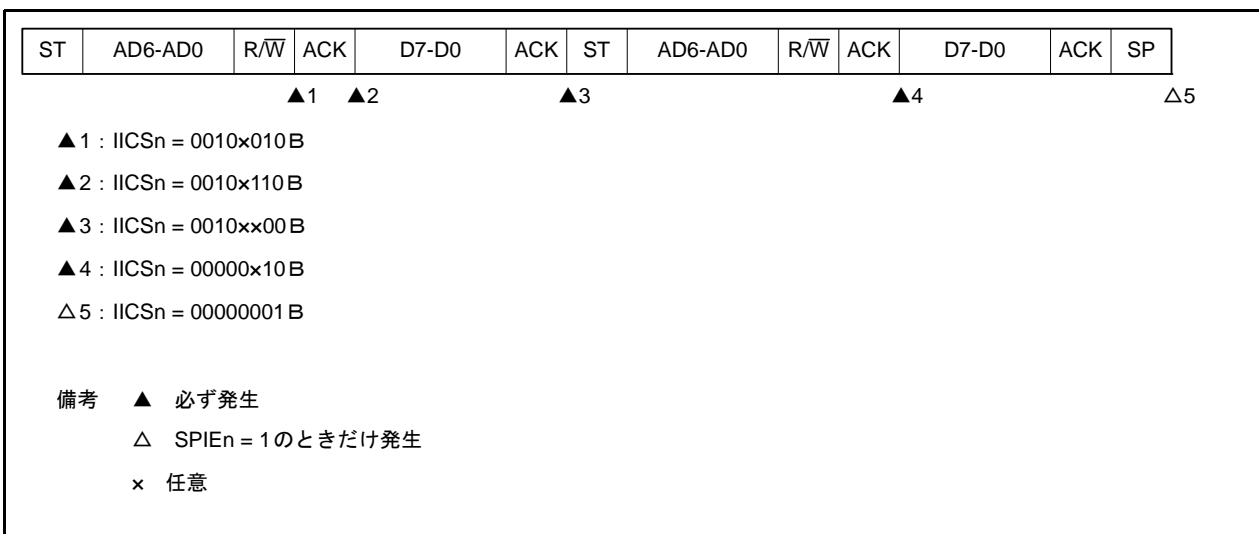 ST AD6-AD0 R/W̅ ACK D7-D0 ACK ST AD6-AD0 R/W̅ ACK D7-D0 ACK SP
▲1 ▲2 ▲3 ▲4 △5
▲1：IICSn = 0010×010B
▲2：IICSn = 0010×110B
▲3：IICSn = 0010××00B
▲4：IICSn = 00000×10B
△5：IICSn = 00000001B
備考 ▲ 必ず発生
△ SPIEn = 1のときだけ発生
× 任意